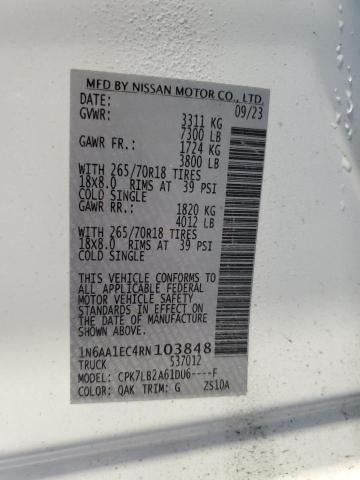 MFD BY NISSAN MOTOR CO., LTD.
DATE: 09/23
GVWR: 3311 KG
7300 LB
GAWR FR.: 1724 KG
3800 LB
WITH 265/70R18 TIRES
18X8.0 RIMS AT 39 PSI
COLD SINGLE
GAWR RR.: 1820 KG
4012 LB
WITH 265/70R18 TIRES
18X8.0 RIMS AT 39 PSI
COLD SINGLE
THIS VEHICLE CONFORMS TO
ALL APPLICABLE FEDERAL
MOTOR VEHICLE SAFETY
STANDARDS IN EFFECT ON
THE DATE OF MANUFACTURE
SHOWN ABOVE.
1N6AA1EC4RN103848
TRUCK 537012
MODEL: CPK7LB2A61DU6----F
COLOR: QAK TRIM: G ZS10A